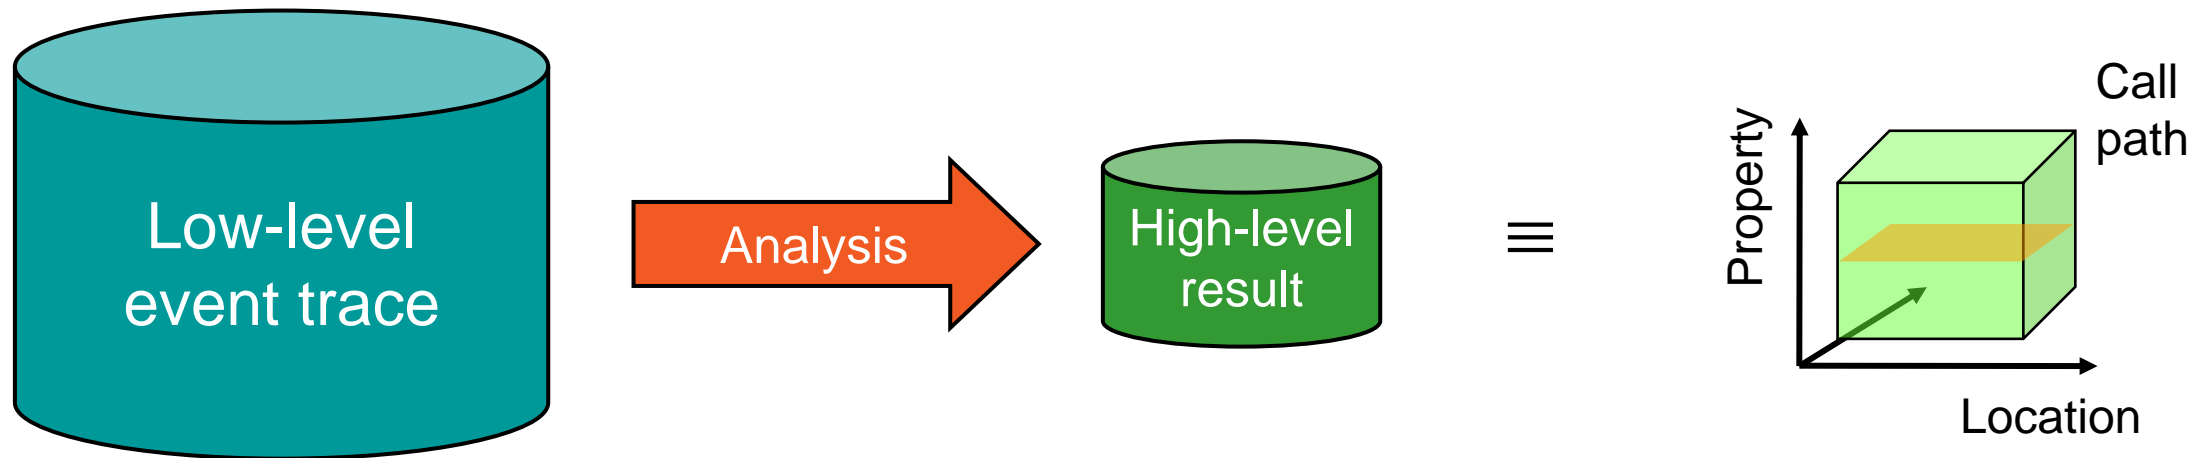 Low-level
event trace
Analysis
High-level
result
≡
Property
Call
path
Location